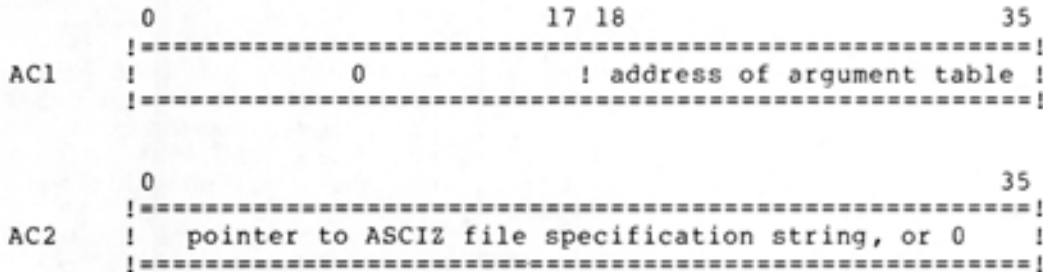 0 17 18 35
!=======================================================!
AC1 ! 0 ! address of argument table !
!=======================================================!
0 35
!=======================================================!
AC2 ! pointer to ASCIZ file specification string, or 0 !
!=======================================================!